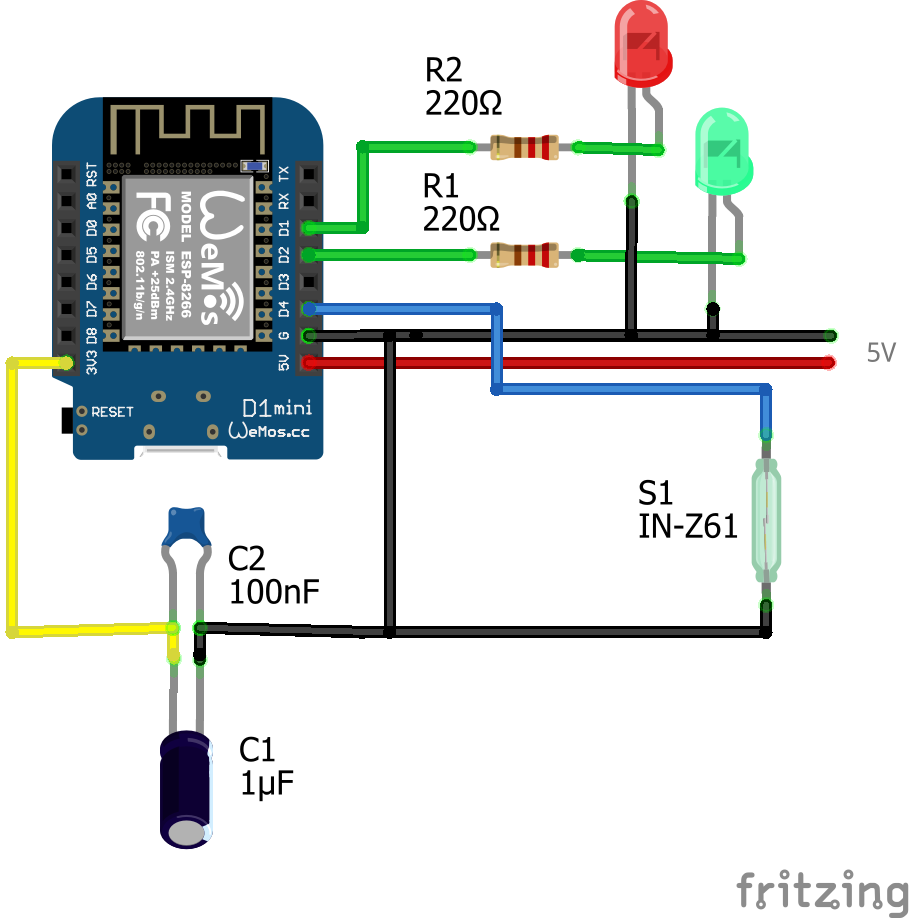 R2
220Ω
R1
220Ω
RST
A0
D0
D5
D6
D7
D8
3V3
TX
RX
D1
D2
D3
D4
G
5V
WeMos
MODEL ESP-8266
ISM 2.4GHz
PA +25dBm
802.11b/g/n
FC
RESET
D1mini
WeMos.cc
5V
S1
IN-Z61
C2
100nF
C1
1µF
fritzing